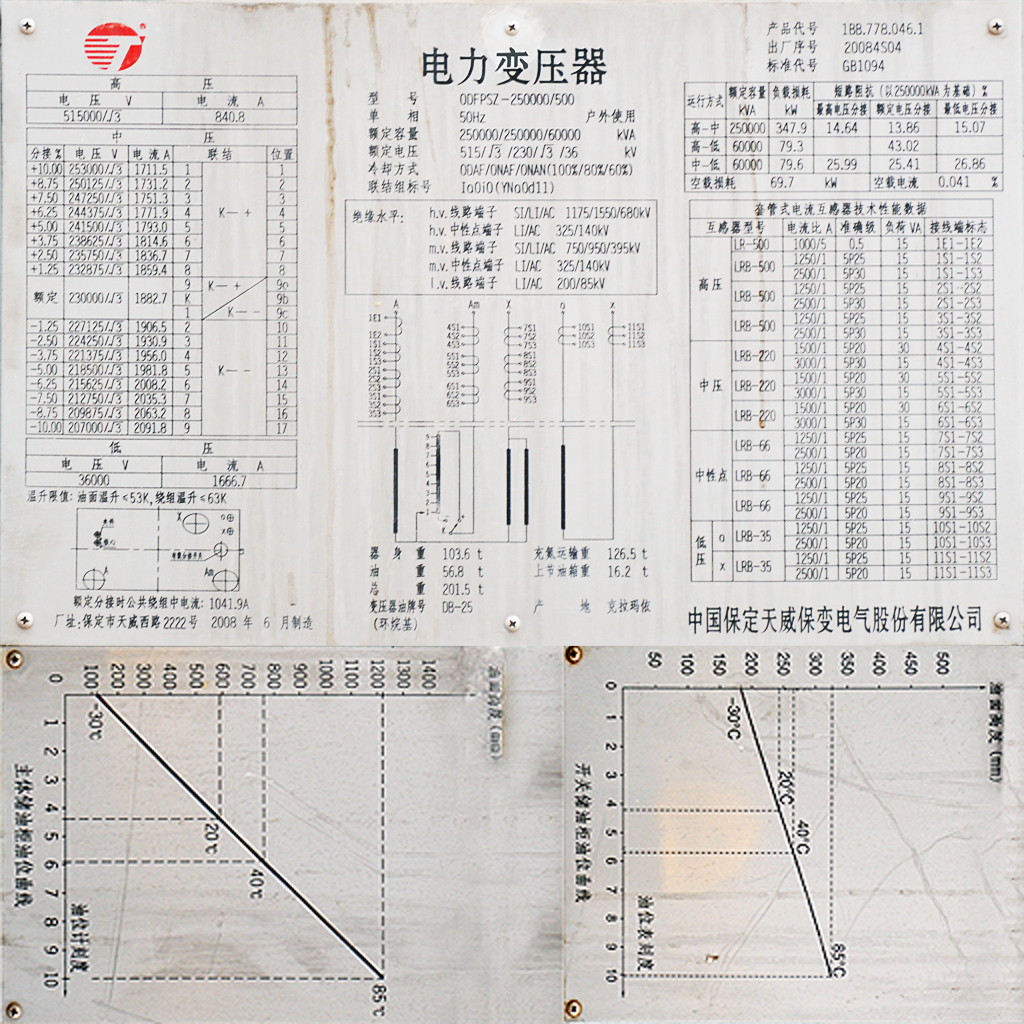 电力变压器
产品代号 1BB.778.046.1
出厂序号 20084S04
标准代号 GB1094
型 号 ODFPSZ-250000/500
单 相 50Hz 户外使用
额定容量 250000/250000/60000 kVA
额定电压 515/√3 /230/√3 /36 kV
冷却方式 ODAF/ONAF/ONAN(100%/80%/60%)
联结组标号 Ia0i0(YNa0d11)
高 压
电 压 V 电 流 A
515000/√3 840.8
中 压
分接% 电 压 V 电 流 A 联结 位置
+10.00 253000/√3 1711.5 1 1
+8.75 250125/√3 1731.2 2 2
+7.50 247250/√3 1751.3 3 3
+6.25 244375/√3 1771.9 4 K-+ 4
+5.00 241500/√3 1793.0 5 5
+3.75 238625/√3 1814.6 6 6
+2.50 235750/√3 1836.7 7 7
+1.25 232875/√3 1859.4 8 8
9 K-+ 9a
额定 230000/√3 1882.7 K 9b
1 K-- 9c
-1.25 227125/√3 1906.5 2 10
-2.50 224250/√3 1930.9 3 11
-3.75 221375/√3 1956.0 4 12
-5.00 218500/√3 1981.8 5 K-- 13
-6.25 215625/√3 2008.2 6 14
-7.50 212750/√3 2035.3 7 15
-8.75 209875/√3 2063.2 8 16
-10.00 207000/√3 2091.8 9 17
低 压
电 压 V 电 流 A
36000 1666.7
温升限值: 油面温升≤53K, 绕组温升≤63K
X
a
x
A
Am
额定分接时公共绕组中电流: 1041.9A
厂址: 保定市天威西路2222号 2008 年 6 月制造
绝缘水平:
h.v.线路端子 SI/LI/AC 1175/1550/680kV
h.v.中性点端子 LI/AC 325/140kV
m.v.线路端子 SI/LI/AC 750/950/395kV
m.v.中性点端子 LI/AC 325/140kV
l.v.线路端子 LI/AC 200/85kV
A Am X a x
1E1
1E2
1S1
1S2
1S3
2S1
2S2
2S3
3S1
3S2
3S3
4S1
4S2
4S3
5S1
5S2
5S3
6S1
6S2
6S3
7S1
7S2
7S3
8S1
8S2
8S3
9S1
9S2
9S3
10S1
10S2
10S3
11S1
11S2
11S3
9
8
7
6
5
4
3
2
1
K
器 身 重 103.6 t 充氮运输重 126.5 t
油 重 56.8 t 上节油箱重 16.2 t
总 重 201.5 t
变压器油牌号 DB-25 产 地 克拉玛依
(环烷基)
运行方式 额定容量 kVA 负载损耗 kW 短路阻抗 (以250000kVA为基础) %
最高电压分接 额定电压分接 最低电压分接
高-中 250000 347.9 14.64 13.86 15.07
高-低 60000 79.3 43.02
中-低 60000 79.6 25.99 25.41 26.86
空载损耗 69.7 kW 空载电流 0.041 %
套管式电流互感器技术性能数据
互感器型号 电流比 A 准确级 负荷 VA 接线端标志
高压
LR-500 1000/5 0.5 15 1E1-1E2
LRB-500 1250/1 5P25 15 1S1-1S2
2500/1 5P30 15 1S1-1S3
LRB-500 1250/1 5P25 15 2S1-2S2
2500/1 5P30 15 2S1-2S3
LRB-500 1250/1 5P25 15 3S1-3S2
2500/1 5P30 15 3S1-3S3
中压
LRB-220 1500/1 5P20 30 4S1-4S2
3000/1 5P30 15 4S1-4S3
LRB-220 1500/1 5P20 30 5S1-5S2
3000/1 5P30 15 5S1-5S3
LRB-220 1500/1 5P20 30 6S1-6S2
3000/1 5P30 15 6S1-6S3
中性点
LRB-66 1250/1 5P25 15 7S1-7S2
2500/1 5P20 15 7S1-7S3
LRB-66 1250/1 5P25 15 8S1-8S2
2500/1 5P20 15 8S1-8S3
LRB-66 1250/1 5P25 15 9S1-9S2
2500/1 5P20 15 9S1-9S3
低压
a LRB-35 1250/1 5P25 15 10S1-10S2
2500/1 5P20 15 10S1-10S3
x LRB-35 1250/1 5P25 15 11S1-11S2
2500/1 5P20 15 11S1-11S3
中国保定天威保变电气股份有限公司
0 100 200 300 400 500 600 700 800 900 1000 1100 1200 1300 1400
油面高度 (mm)
1 2 3 4 5 6 7 8 9 10
-30℃
20℃
40℃
85℃
油位计刻度
主体储油柜油位曲线
50 100 150 200 250 300 350 400 450 500
油面高度 (mm)
0 1 2 3 4 5 6 7 8 9 10
-30℃
20℃
40℃
85℃
油位表刻度
开关储油柜油位曲线